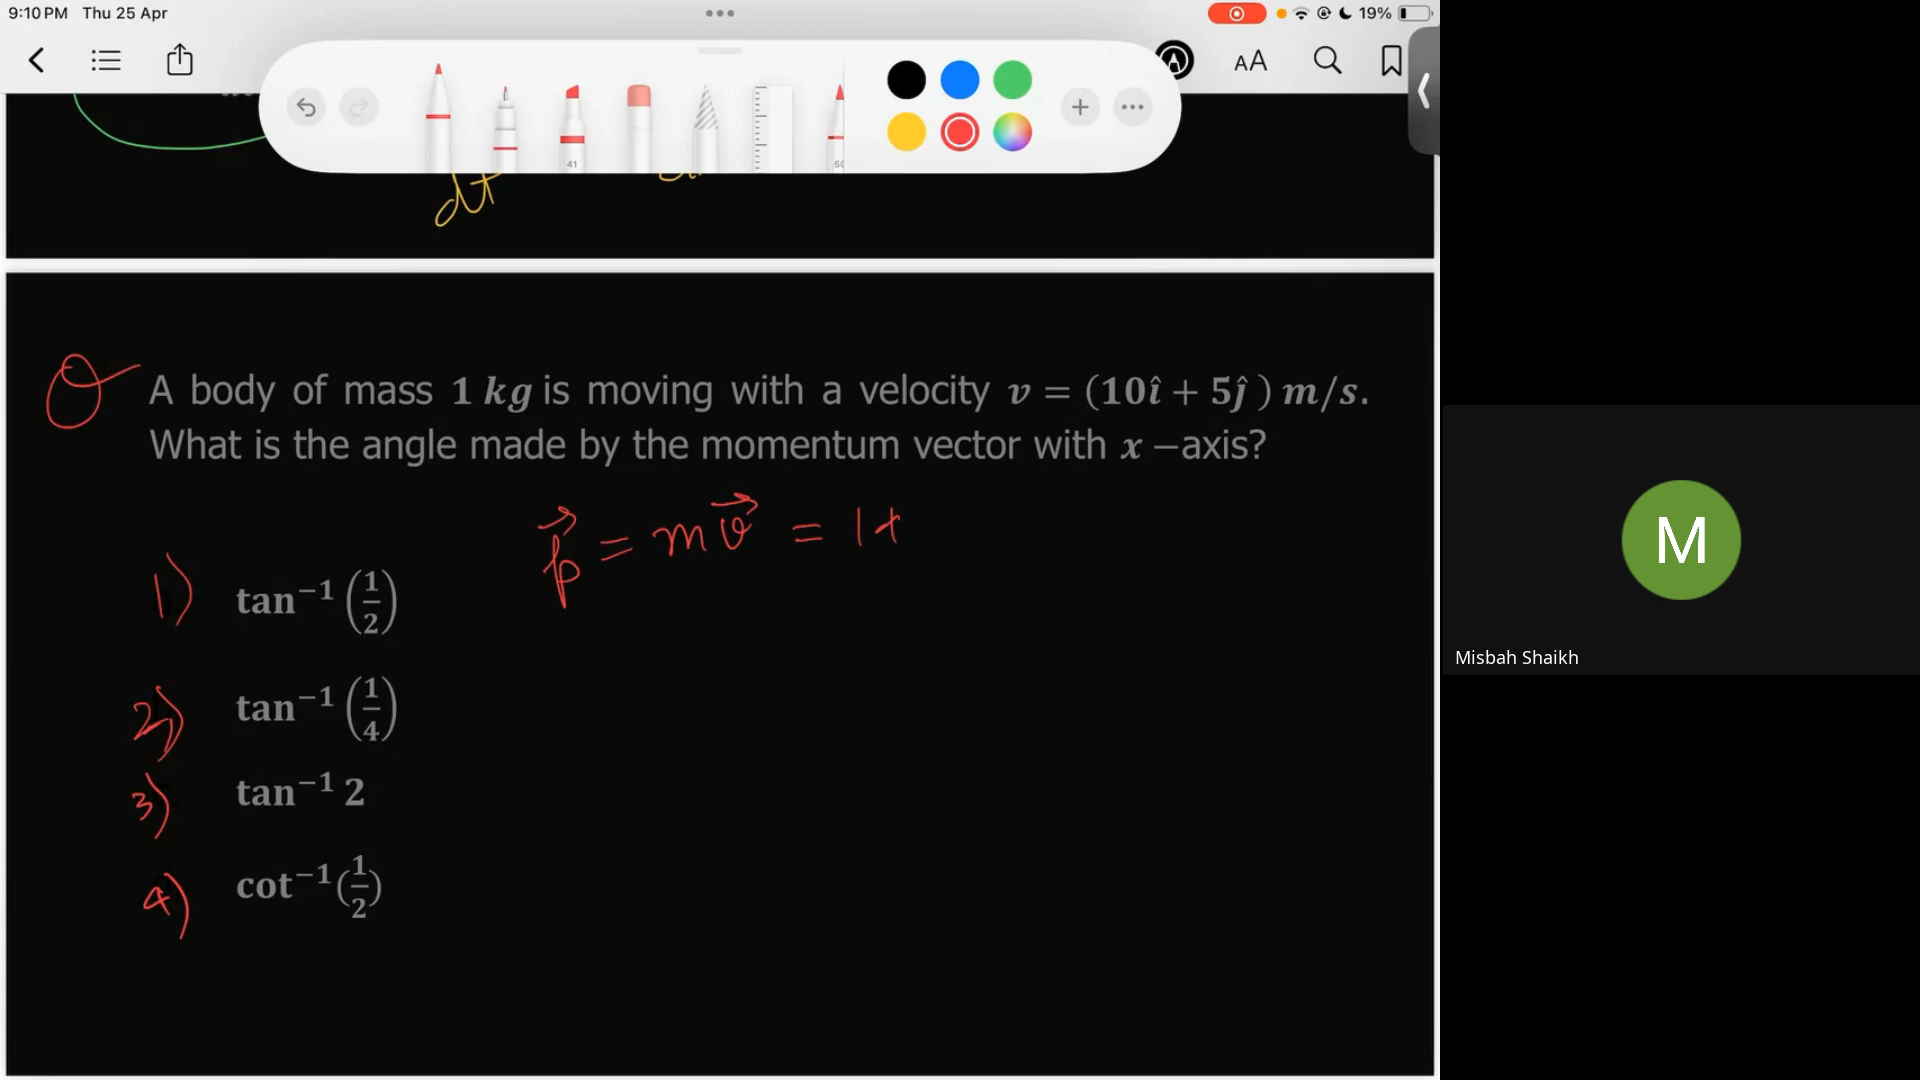 9:10 PM Thu 25 Apr
19%
AA
41
dt
A body of mass 1 kg is moving with a velocity v = (10î + 5ĵ ) m/s.
What is the angle made by the momentum vector with x –axis?
p⃗ = mv⃗ = 1×
1) tan⁻¹ (1/2)
2) tan⁻¹ (1/4)
3) tan⁻¹ 2
4) cot⁻¹(1/2)
M
Misbah Shaikh